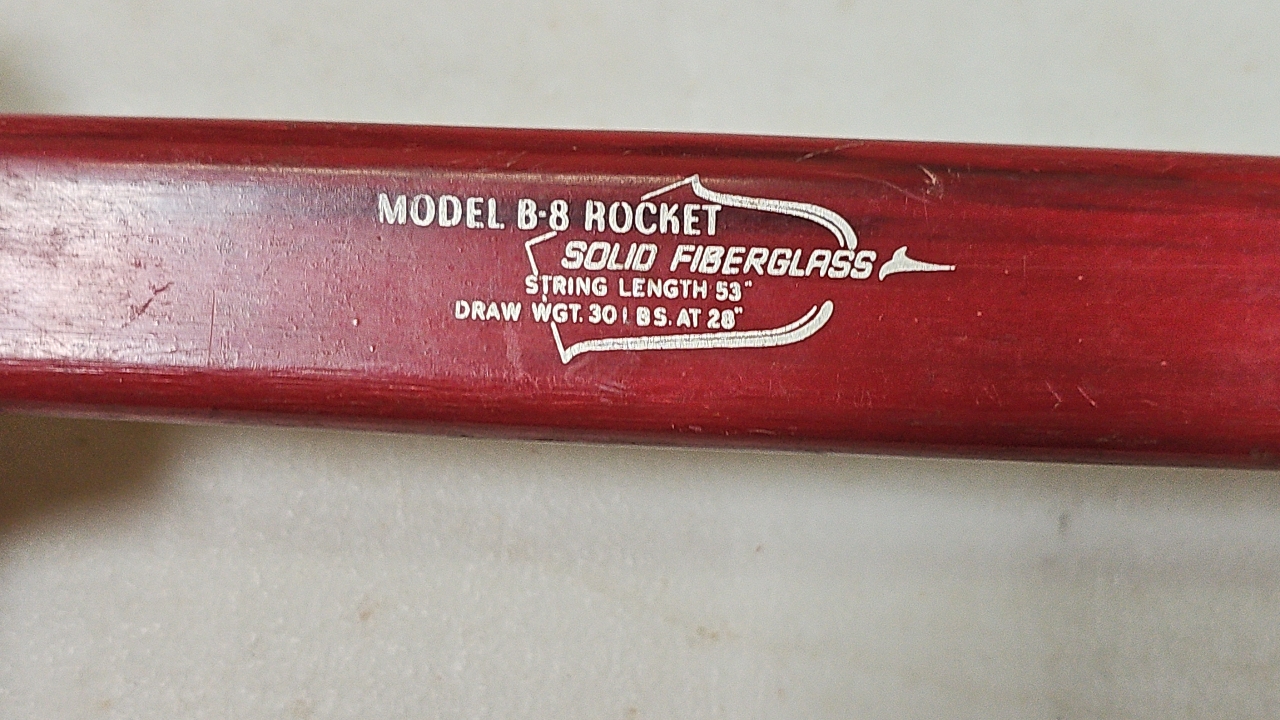 MODEL B-8 ROCKET
SOLID FIBERGLASS
STRING LENGTH 53"
DRAW WGT. 30 LBS. AT 28"